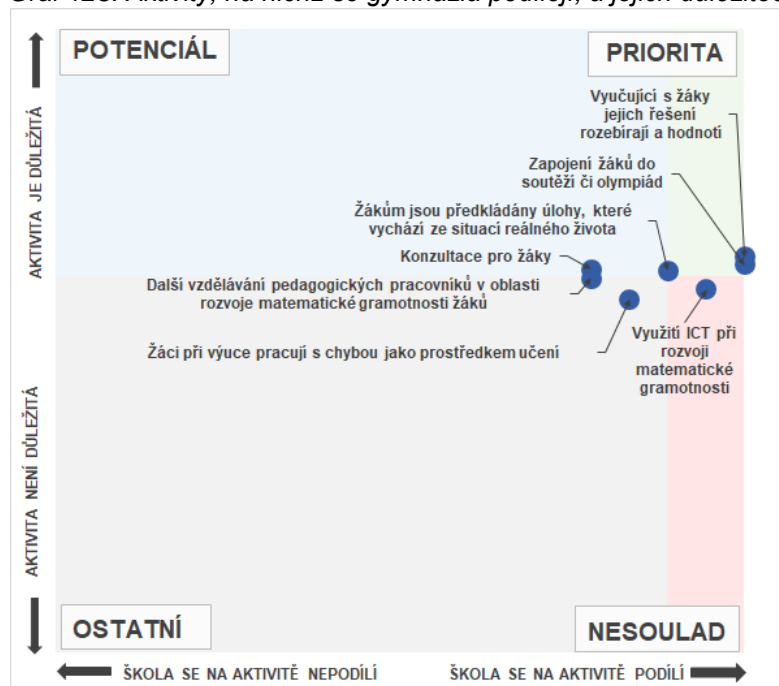 POTENCIÁL
PRIORITA
Vyučující s žáky
jejich řešení
rozebírají a hodnotí
Zapojení žáků do
soutěží či olympiád
Žákům jsou předkládány úlohy, které
vychází ze situací reálného života
Konzultace pro žáky
Další vzdělávání pedagogických pracovníků v oblasti
rozvoje matematické gramotnosti žáků
Žáci při výuce pracují s chybou jako prostředkem učení
Využití ICT při
rozvoji
matematické
gramotnosti
AKTIVITA JE DŮLEŽITÁ
AKTIVITA NENÍ DŮLEŽITÁ
OSTATNÍ
NESOULAD
ŠKOLA SE NA AKTIVITĚ NEPODÍLÍ
ŠKOLA SE NA AKTIVITĚ PODÍLÍ